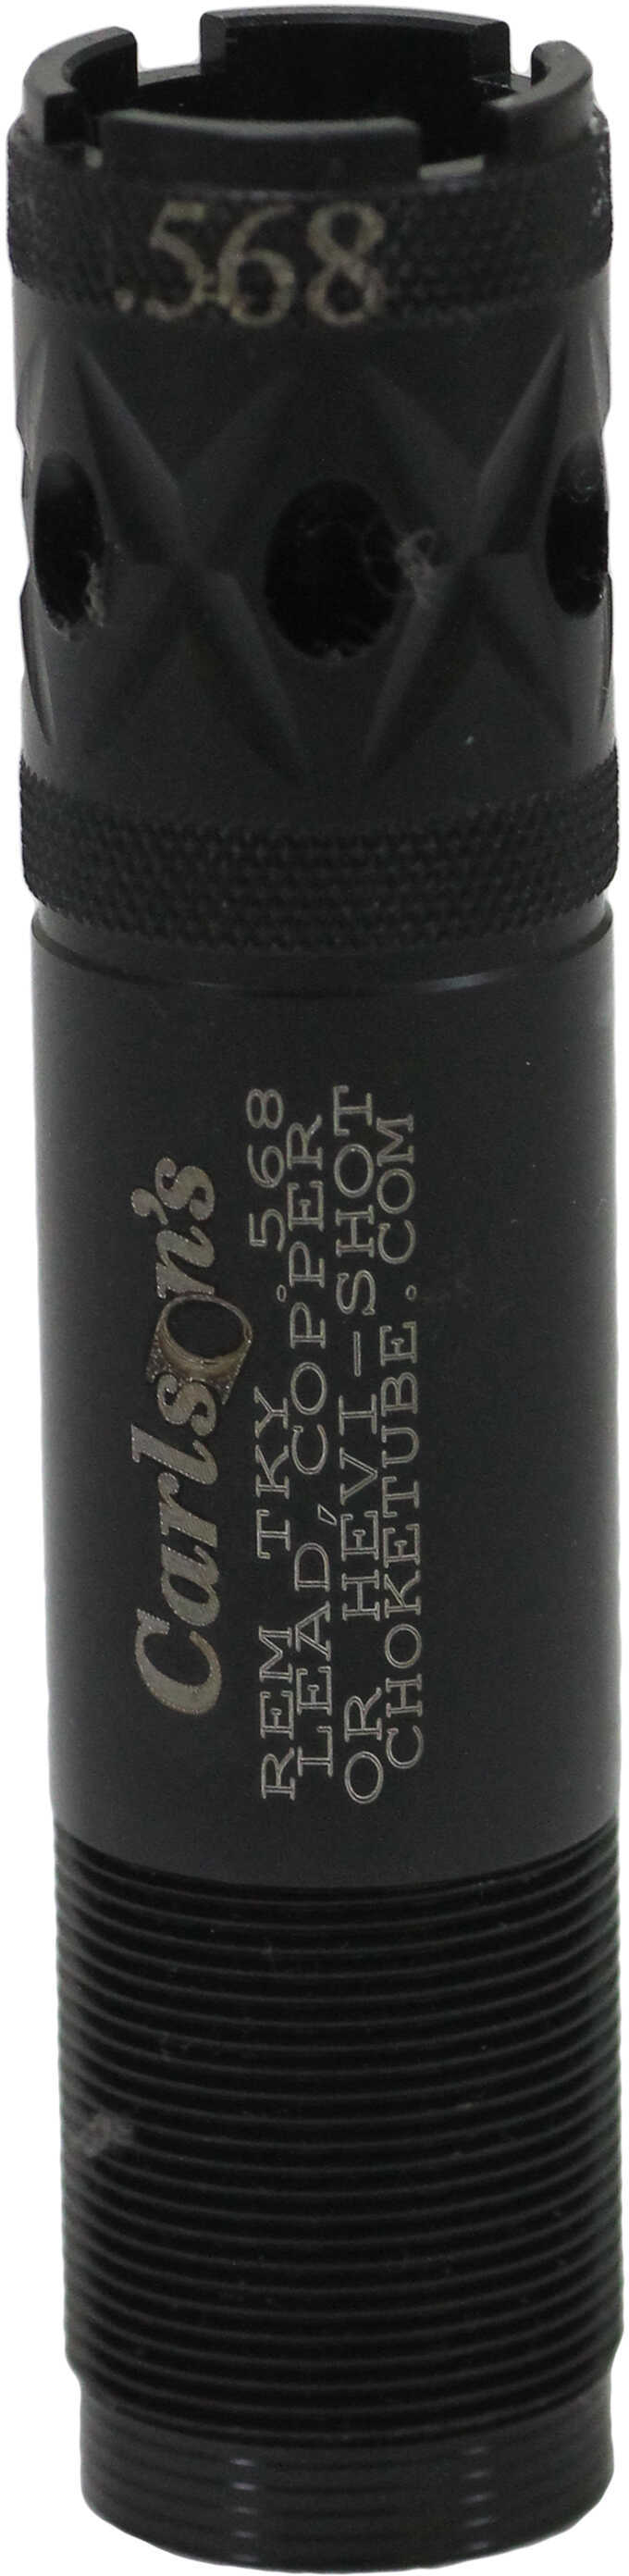 .568
Carlson's
REM TKY .568
LEAD, COPPER
OR HEVI-SHOT
CHOKETUBE.COM